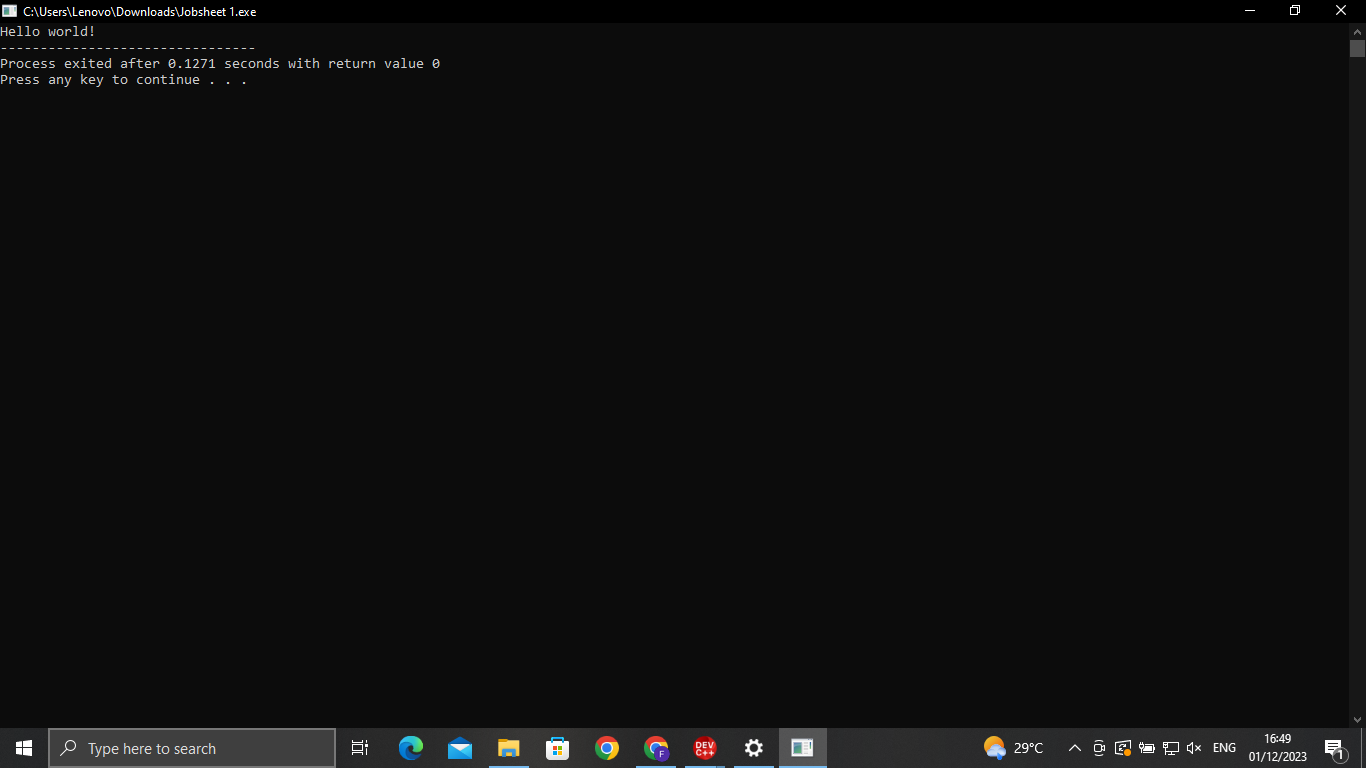 C:\Users\Lenovo\Downloads\Jobsheet 1.exe
Hello world!
--------------------------------
Process exited after 0.1271 seconds with return value 0
Press any key to continue . . .
Type here to search
F
DEV
C++
29°C
ENG
16:49
01/12/2023
1